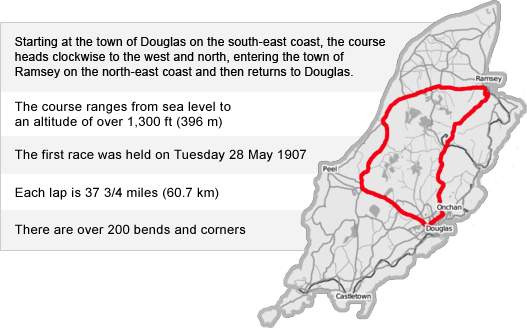 Starting at the town of Douglas on the south-east coast, the course
heads clockwise to the west and north, entering the town of
Ramsey on the north-east coast and then returns to Douglas.
The course ranges from sea level to
an altitude of over 1,300 ft (396 m)
The first race was held on Tuesday 28 May 1907
Each lap is 37 3/4 miles (60.7 km)
There are over 200 bends and corners
Ramsey
Peel
Onchan
Douglas
Castletown